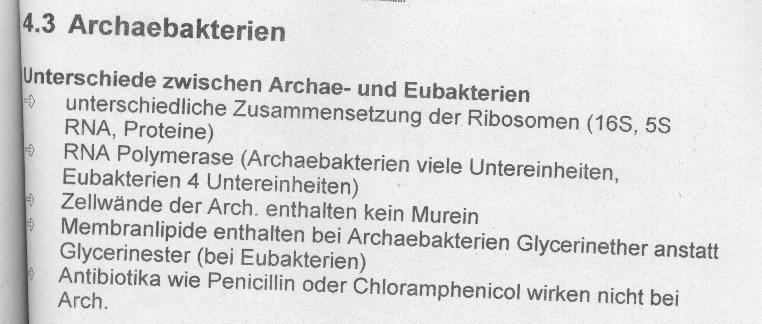 4.3 Archaebakterien
Unterschiede zwischen Archae- und Eubakterien
⇨ unterschiedliche Zusammensetzung der Ribosomen (16S, 5S
RNA, Proteine)
⇨ RNA Polymerase (Archaebakterien viele Untereinheiten,
Eubakterien 4 Untereinheiten)
⇨ Zellwände der Arch. enthalten kein Murein
⇨ Membranlipide enthalten bei Archaebakterien Glycerinether anstatt
Glycerinester (bei Eubakterien)
⇨ Antibiotika wie Penicillin oder Chloramphenicol wirken nicht bei
Arch.